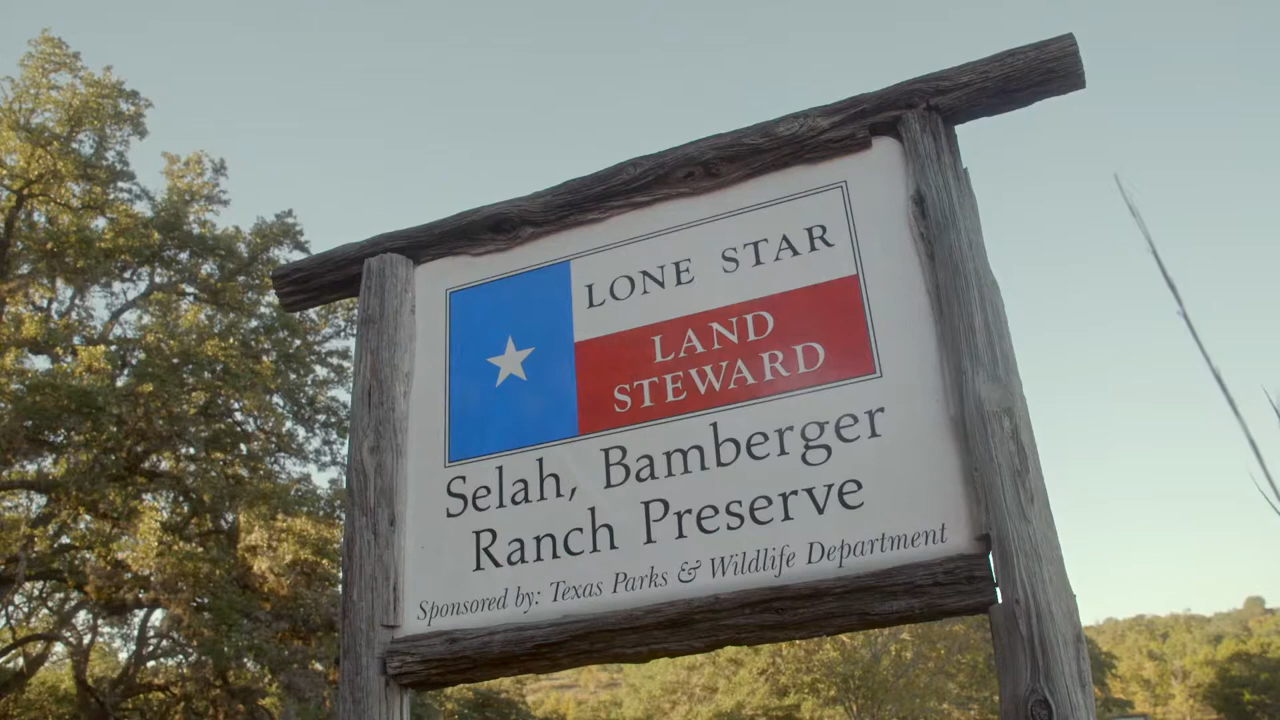 LONE STAR
LAND
STEWARD
Selah, Bamberger
Ranch Preserve
Sponsored by: Texas Parks & Wildlife Department